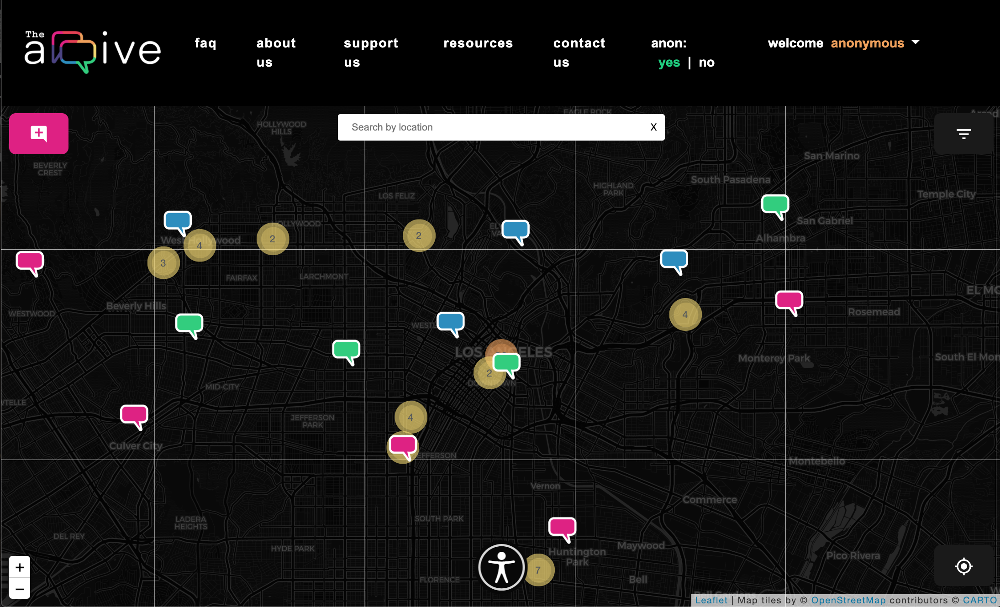 The
a ive
faq
about
us
support
us
resources
contact
us
anon:
yes | no
welcome anonymous
Search by location
X
EAGLE ROCK
HOLLYWOOD
HILLS
BEVERLY
CREST
San Marino
South Pasadena
HIGHLAND
PARK
LOS FELIZ
Temple City
San Gabriel
Alhambra
OLLYWOOD
West Hollywood
4
2
2
3
FAIRFAX
LARCHMONT
EL MO
Beverly Hills
WESTWOOD
Rosemead
4
WESTL
LOS ANGELES
2
DOWNTOWN
Monterey Park
South El Mon
MID-CITY
WTELLE
JEFFERSON
PARK
4
Culver City
EFFERSON
Montebello
Vernon
Commerce
LADERA
HEIGHTS
SOUTH PARK
DEL REY
HYDE PARK
Huntington
Park
Maywood
Pico Rivera
7
FLORENCE
Bell
+
−
Leaflet | Map tiles by © OpenStreetMap contributors © CARTO